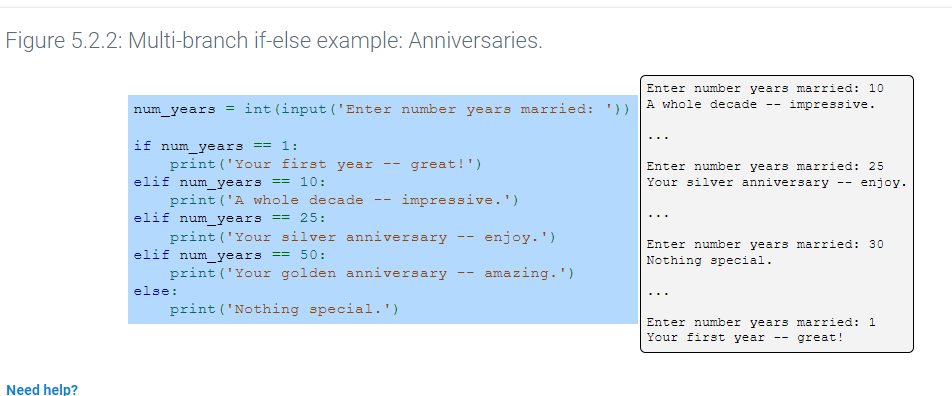 Figure 5.2.2: Multi-branch if-else example: Anniversaries.
num_years = int(input('Enter number years married: '))
if num_years == 1:
    print('Your first year -- great!')
elif num_years == 10:
    print('A whole decade -- impressive.')
elif num_years == 25:
    print('Your silver anniversary -- enjoy.')
elif num_years == 50:
    print('Your golden anniversary -- amazing.')
else:
    print('Nothing special.')
Enter number years married: 10
A whole decade -- impressive.
...
Enter number years married: 25
Your silver anniversary -- enjoy.
...
Enter number years married: 30
Nothing special.
...
Enter number years married: 1
Your first year -- great!
Need help?